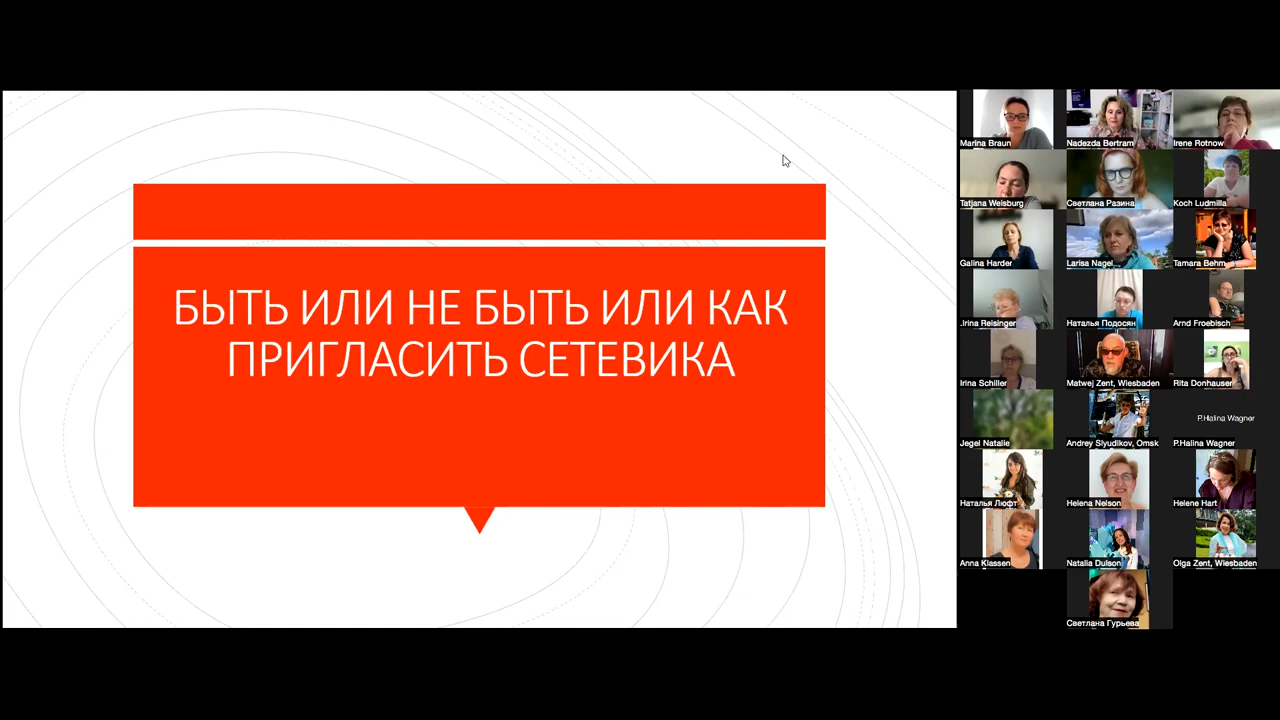 БЫТЬ ИЛИ НЕ БЫТЬ ИЛИ КАК
ПРИГЛАСИТЬ СЕТЕВИКА
Marina Braun
Nadezda Bertram
Irene Rotnow
Tatjana Weisburg
Светлана Разина
Koch Ludmilla
Galina Harder
Larisa Nagel
Tamara Behm
.Irina Reisinger
Наталья Подосян
Arnd Froebisch
Irina Schiller
Matwej Zent, Wiesbaden
Rita Donhauser
Jegel Natalie
Andrey Slyudikov, Omsk
P.Halina Wagner
P.Halina Wagner
Наталья Люфт
Helena Nelson
Helene Hart
Anna Klassen
Natalia Dulson
Olga Zent, Wiesbaden
Светлана Гурьева